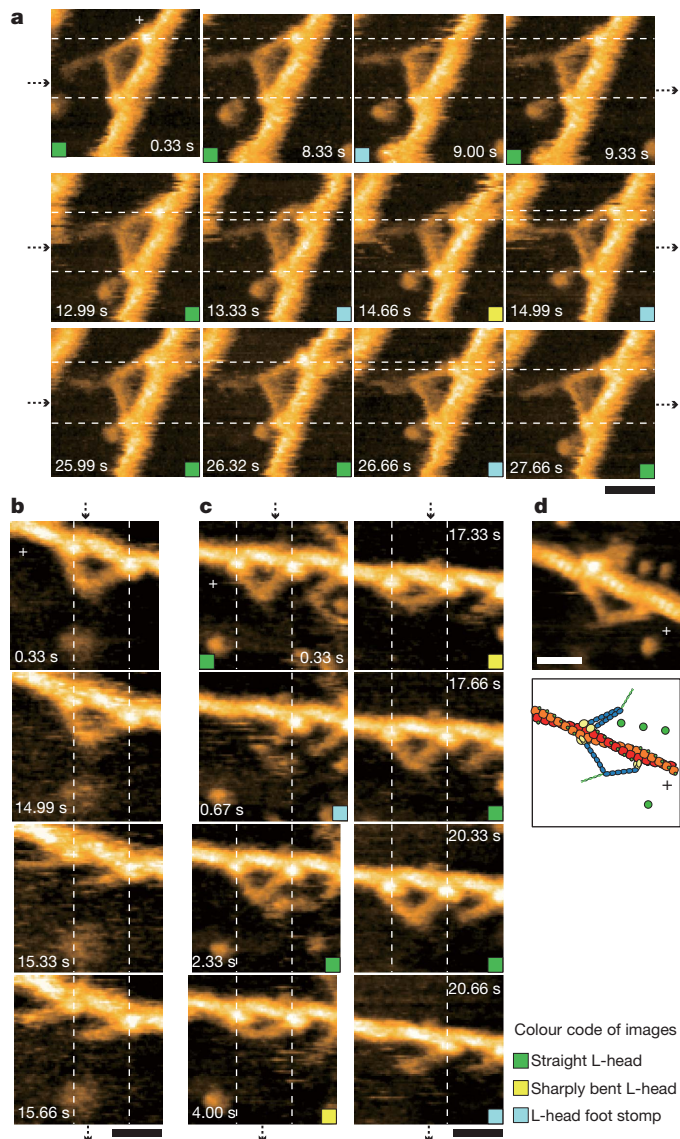 a
+
0.33 s
8.33 s
9.00 s
9.33 s
12.99 s
13.33 s
14.66 s
14.99 s
25.99 s
26.32 s
26.66 s
27.66 s
b
+
0.33 s
14.99 s
15.33 s
15.66 s
c
+
0.33 s
17.33 s
0.67 s
17.66 s
2.33 s
20.33 s
4.00 s
20.66 s
d
+
+
Colour code of images
Straight L-head
Sharply bent L-head
L-head foot stomp